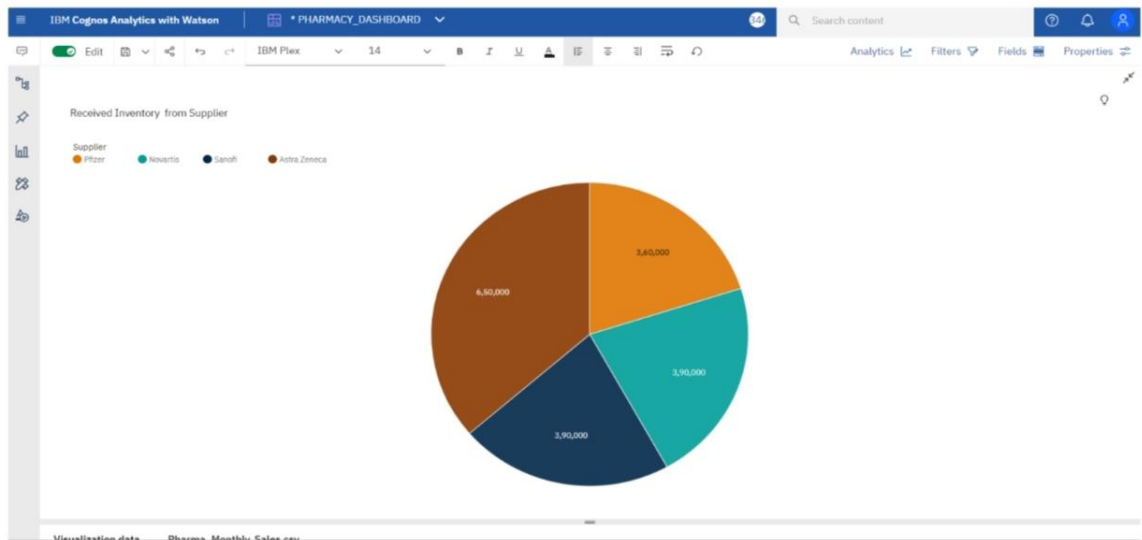 IBM Cognos Analytics with Watson
* PHARMACY_DASHBOARD
Search content
Edit
IBM Plex
14
B I U A
Analytics
Filters
Fields
Properties
Received Inventory from Supplier
Supplier
Pfizer
Novartis
Sanofi
Astra Zeneca
3,60,000
6,50,000
3,90,000
3,90,000
Visualization data
Pharma_Monthly_Sales.csv